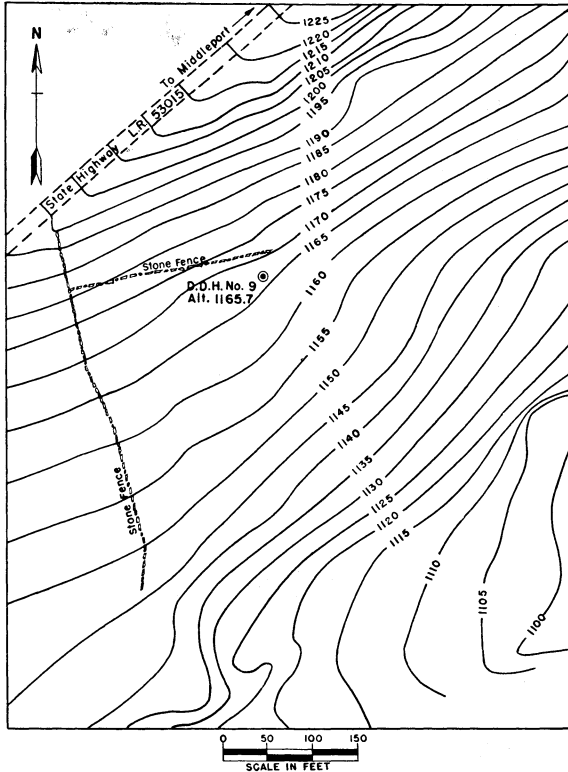 N
To Middleport
State Highway L.R. 53015
1225
1220
1215
1210
1205
1200
1195
1190
1185
1180
1175
1170
1165
1160
1155
1150
1145
1140
1135
1130
1125
1120
1115
1110
1105
1100
Stone Fence
D.D.H. No. 9
Alt. 1165.7
Stone Fence
0 50 100 150
SCALE IN FEET